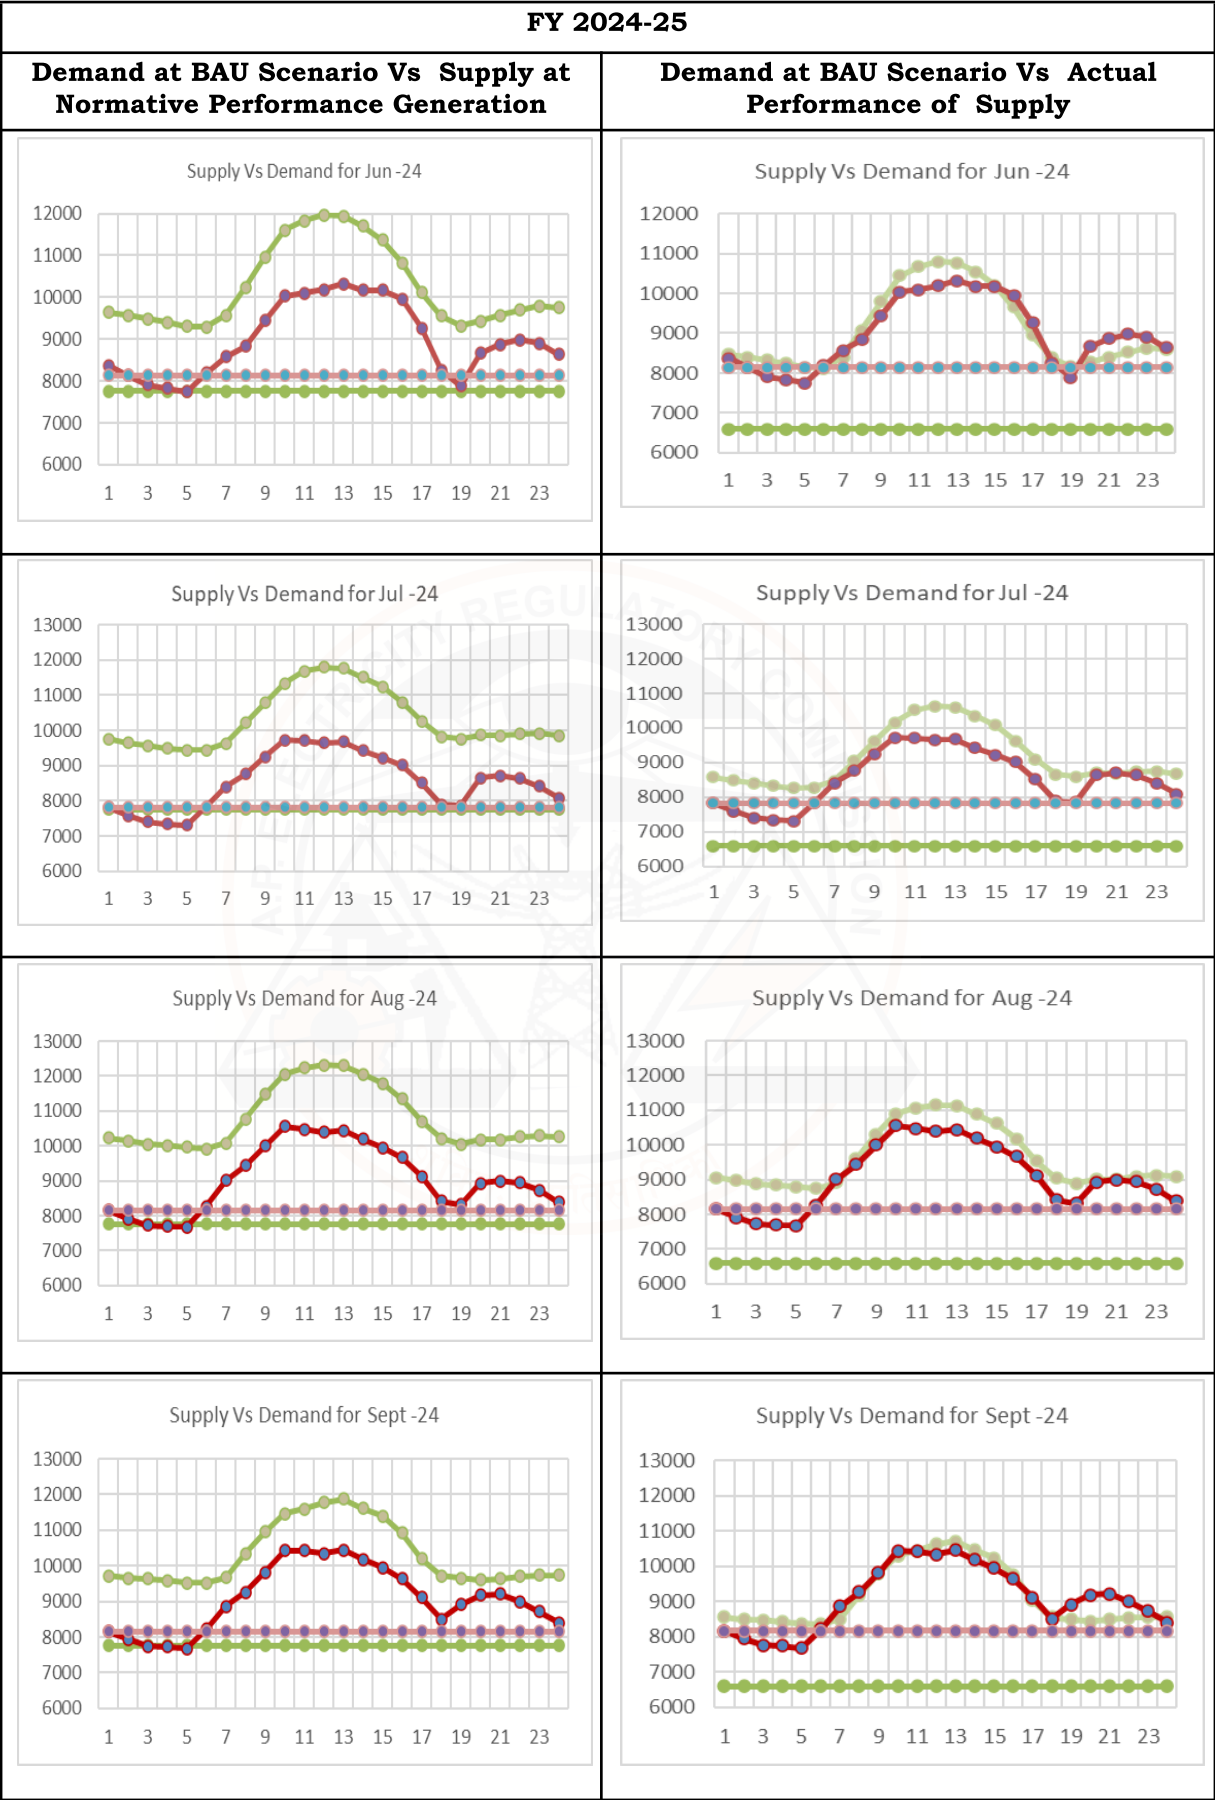 FY 2024-25
Demand at BAU Scenario Vs Supply at
Normative Performance Generation
Demand at BAU Scenario Vs Actual
Performance of Supply
Supply Vs Demand for Jun -24
12000
11000
10000
9000
8000
7000
6000
1 3 5 7 9 11 13 15 17 19 21 23
Supply Vs Demand for Jun -24
12000
11000
10000
9000
8000
7000
6000
1 3 5 7 9 11 13 15 17 19 21 23
Supply Vs Demand for Jul -24
13000
12000
11000
10000
9000
8000
7000
6000
1 3 5 7 9 11 13 15 17 19 21 23
Supply Vs Demand for Jul -24
13000
12000
11000
10000
9000
8000
7000
6000
1 3 5 7 9 11 13 15 17 19 21 23
Supply Vs Demand for Aug -24
13000
12000
11000
10000
9000
8000
7000
6000
1 3 5 7 9 11 13 15 17 19 21 23
Supply Vs Demand for Aug -24
13000
12000
11000
10000
9000
8000
7000
6000
1 3 5 7 9 11 13 15 17 19 21 23
Supply Vs Demand for Sept -24
13000
12000
11000
10000
9000
8000
7000
6000
1 3 5 7 9 11 13 15 17 19 21 23
Supply Vs Demand for Sept -24
13000
12000
11000
10000
9000
8000
7000
6000
1 3 5 7 9 11 13 15 17 19 21 23